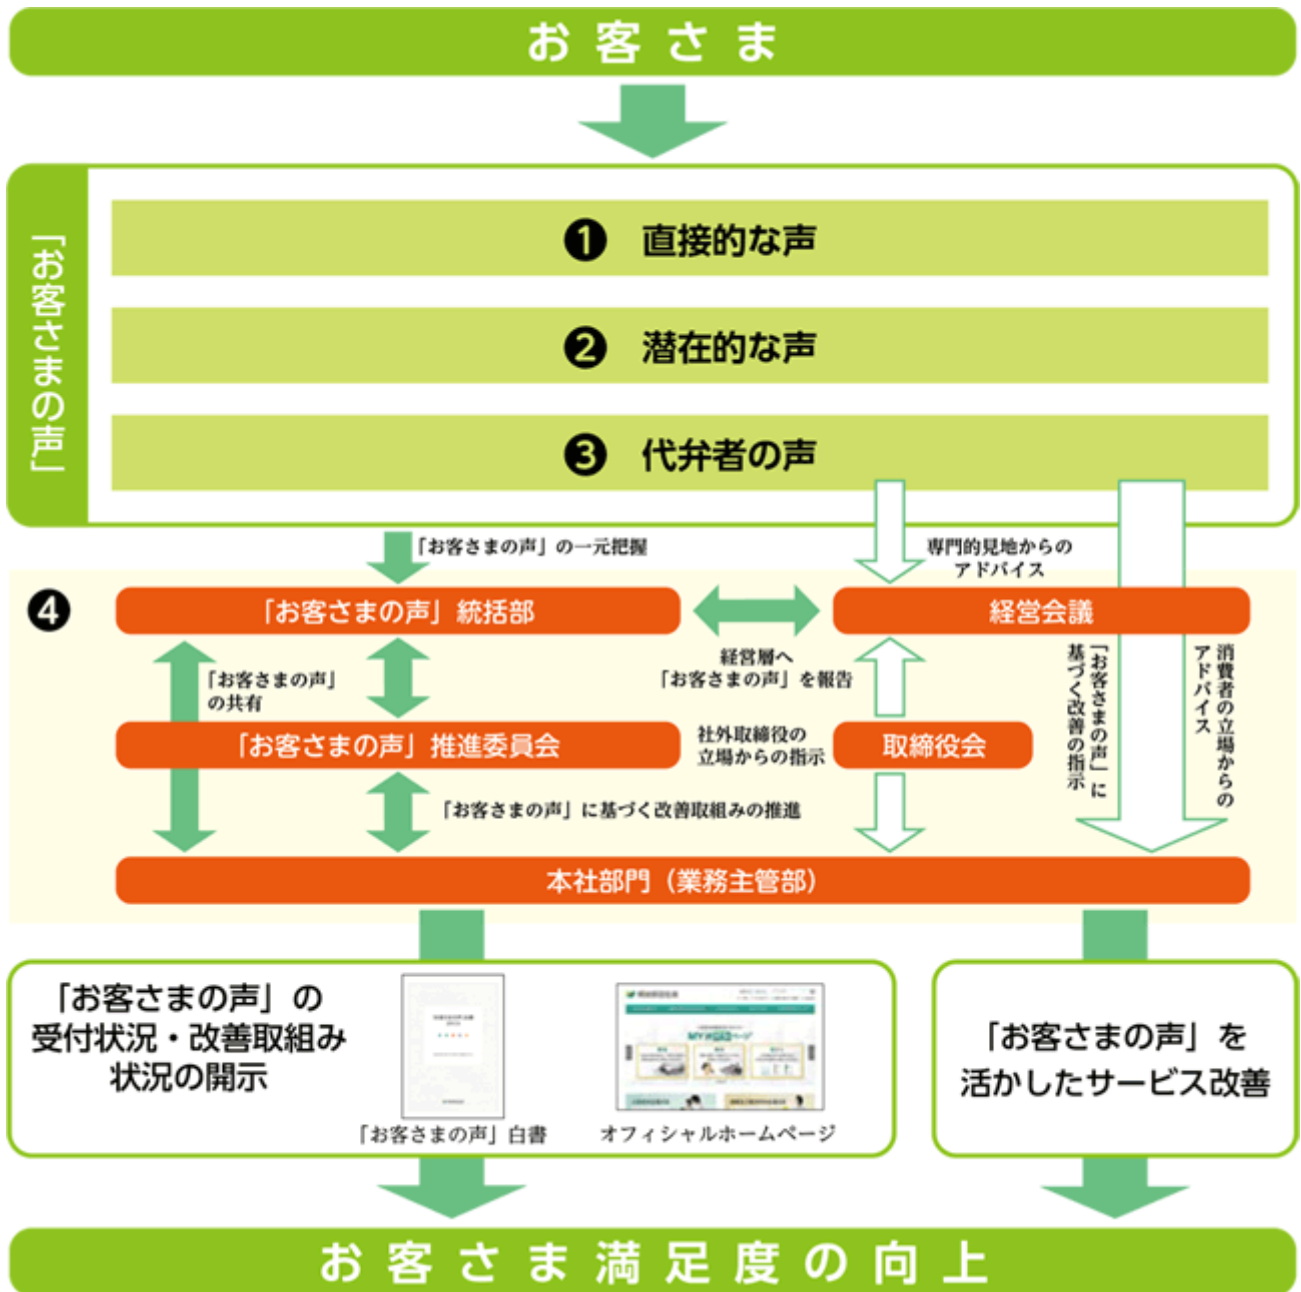 お客さま
「お客さまの声」
❶ 直接的な声
❷ 潜在的な声
❸ 代弁者の声
「お客さまの声」の一元把握
専門的見地からの
アドバイス
❹
「お客さまの声」統括部
経営会議
経営層へ
「お客さまの声」を報告
「お客さまの声」
の共有
「お客さまの声」に
基づく改善の指示
消費者の立場からの
アドバイス
「お客さまの声」推進委員会
社外取締役の
立場からの指示
取締役会
「お客さまの声」に基づく改善取組みの推進
本社部門（業務主管部）
「お客さまの声」の
受付状況・改善取組み
状況の開示
「お客さまの声」白書
オフィシャルホームページ
「お客さまの声」を
活かしたサービス改善
お客さま満足度の向上